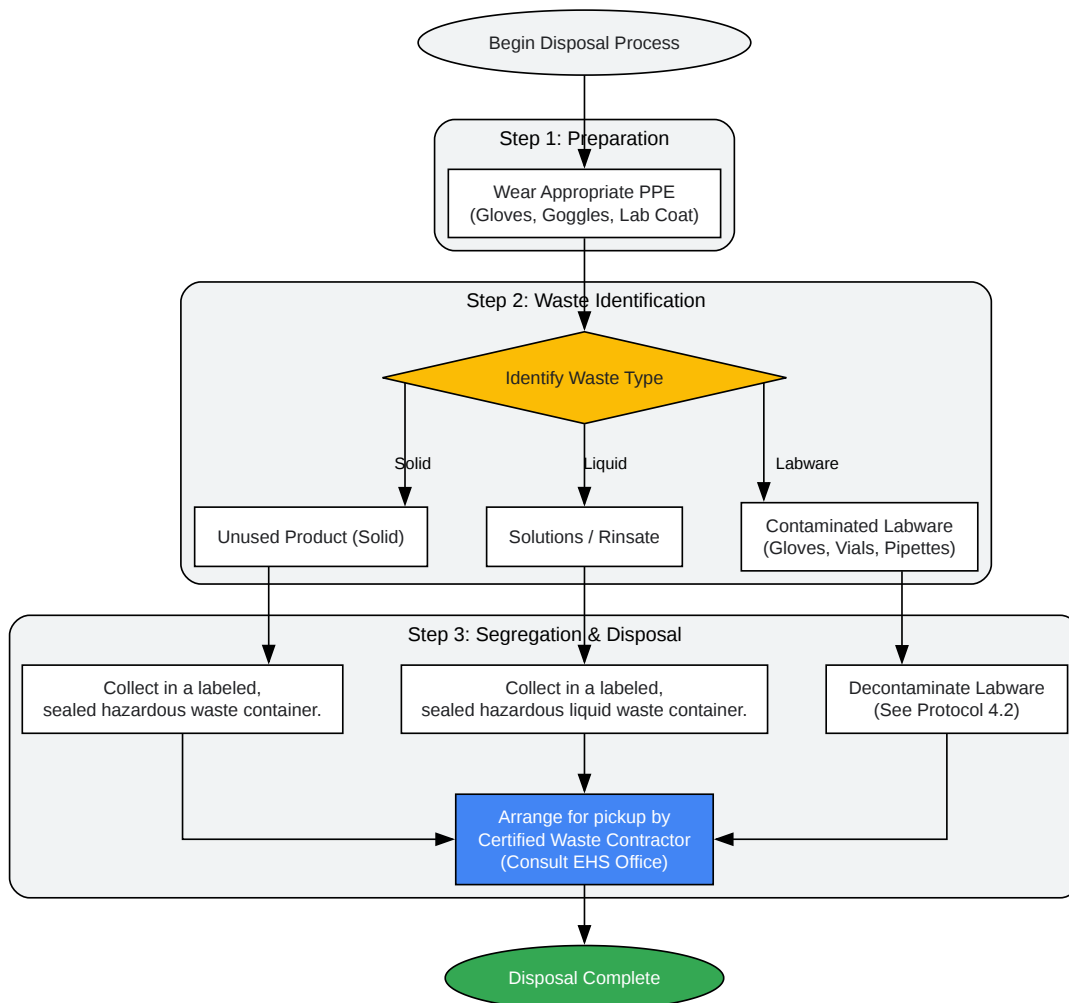 Begin Disposal Process
Step 1: Preparation
Wear Appropriate PPE
(Gloves, Goggles, Lab Coat)
Step 2: Waste Identification
Identify Waste Type
Solid
Liquid
Labware
Unused Product (Solid)
Solutions / Rinsate
Contaminated Labware
(Gloves, Vials, Pipettes)
Step 3: Segregation & Disposal
Collect in a labeled,
sealed hazardous waste container.
Collect in a labeled,
sealed hazardous liquid waste container.
Decontaminate Labware
(See Protocol 4.2)
Arrange for pickup by
Certified Waste Contractor
(Consult EHS Office)
Disposal Complete